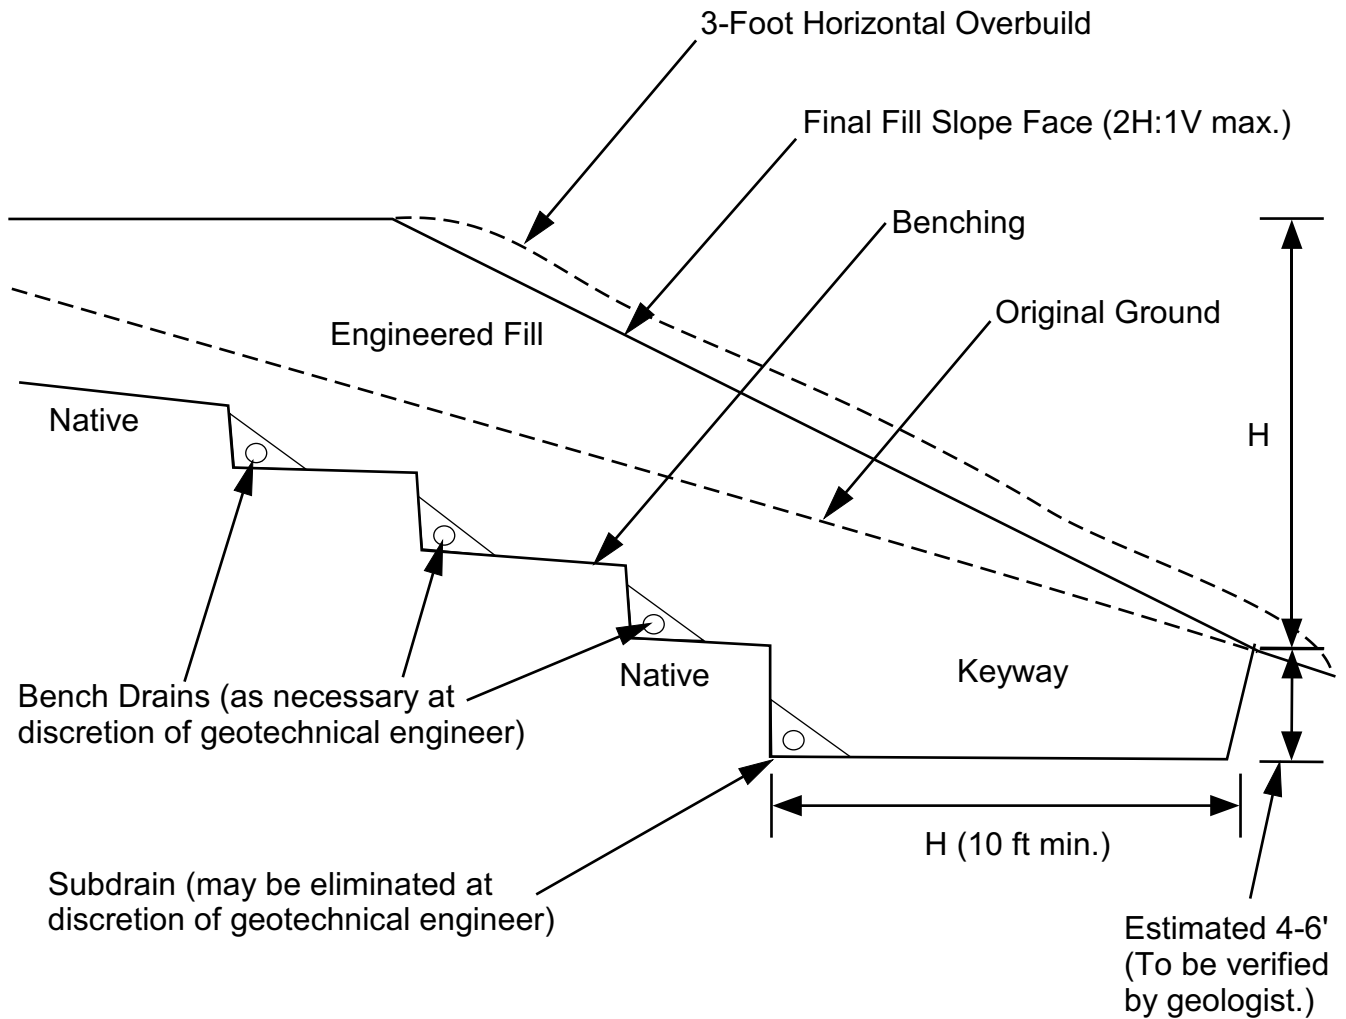 3-Foot Horizontal Overbuild
Final Fill Slope Face (2H:1V max.)
Benching
Original Ground
Engineered Fill
Native
H
Native
Keyway
Bench Drains (as necessary at
discretion of geotechnical engineer)
H (10 ft min.)
Subdrain (may be eliminated at
discretion of geotechnical engineer)
Estimated 4-6'
(To be verified
by geologist.)